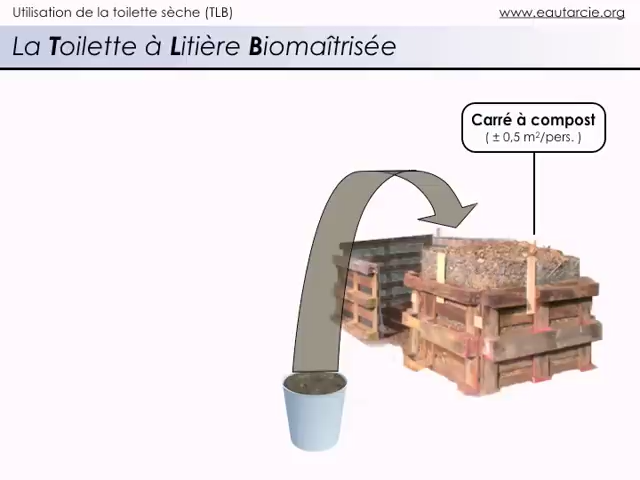 Utilisation de la toilette sèche (TLB)
www.eautarcie.org
La Toilette à Litière Biomaîtrisée
Carré à compost
( ± 0,5 m²/pers. )